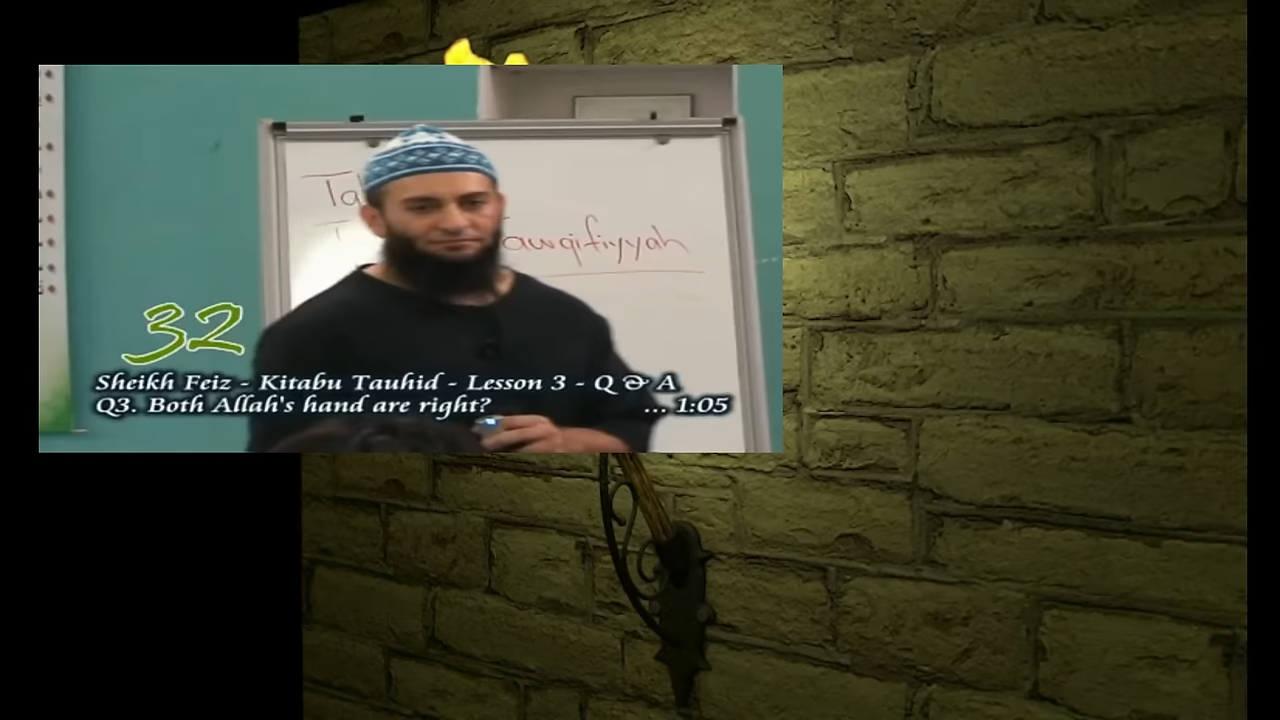 Tawqifiyyah
32
Sheikh Feiz - Kitabu Tauhid - Lesson 3 - Q & A
Q3. Both Allah's hand are right?
... 1:05